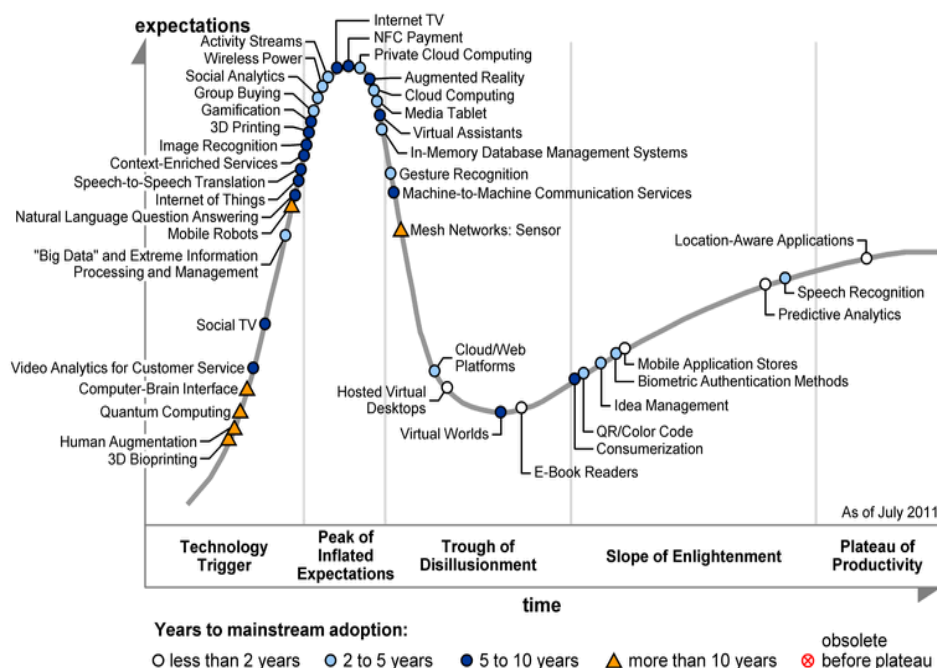 expectations
Internet TV
NFC Payment
Activity Streams
Private Cloud Computing
Wireless Power
Augmented Reality
Social Analytics
Cloud Computing
Group Buying
Media Tablet
Gamification
3D Printing
Virtual Assistants
Image Recognition
In-Memory Database Management Systems
Context-Enriched Services
Gesture Recognition
Speech-to-Speech Translation
Machine-to-Machine Communication Services
Internet of Things
Natural Language Question Answering
Mobile Robots
Mesh Networks: Sensor
"Big Data" and Extreme Information
Processing and Management
Location-Aware Applications
Speech Recognition
Predictive Analytics
Social TV
Cloud/Web
Platforms
Mobile Application Stores
Video Analytics for Customer Service
Biometric Authentication Methods
Computer-Brain Interface
Hosted Virtual
Desktops
Idea Management
Quantum Computing
Virtual Worlds
QR/Color Code
Human Augmentation
Consumerization
3D Bioprinting
E-Book Readers
As of July 2011
Technology
Trigger
Peak of
Inflated
Expectations
Trough of
Disillusionment
Slope of Enlightenment
Plateau of
Productivity
time
Years to mainstream adoption:
less than 2 years
2 to 5 years
5 to 10 years
more than 10 years
obsolete
before plateau